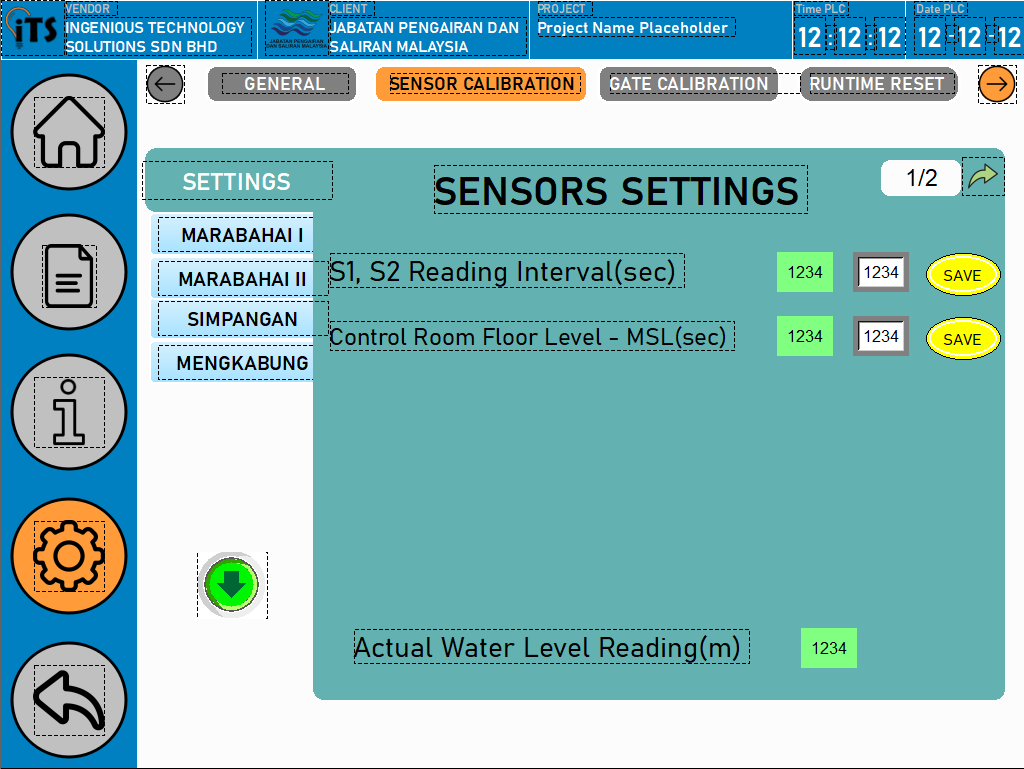 iTS
VENDOR
INGENIOUS TECHNOLOGY
SOLUTIONS SDN BHD
JABATAN PENGAIRAN
DAN SALIRAN MALAYSIA
CLIENT
JABATAN PENGAIRAN DAN
SALIRAN MALAYSIA
PROJECT
Project Name Placeholder
Time PLC
12:12:12
Date PLC
12-12-12
GENERAL
SENSOR CALIBRATION
GATE CALIBRATION
RUNTIME RESET
SETTINGS
SENSORS SETTINGS
1/2
MARABAHAI I
MARABAHAI II
SIMPANGAN
MENGKABUNG
S1, S2 Reading Interval(sec)
1234
1234
SAVE
Control Room Floor Level - MSL(sec)
1234
1234
SAVE
Actual Water Level Reading(m)
1234